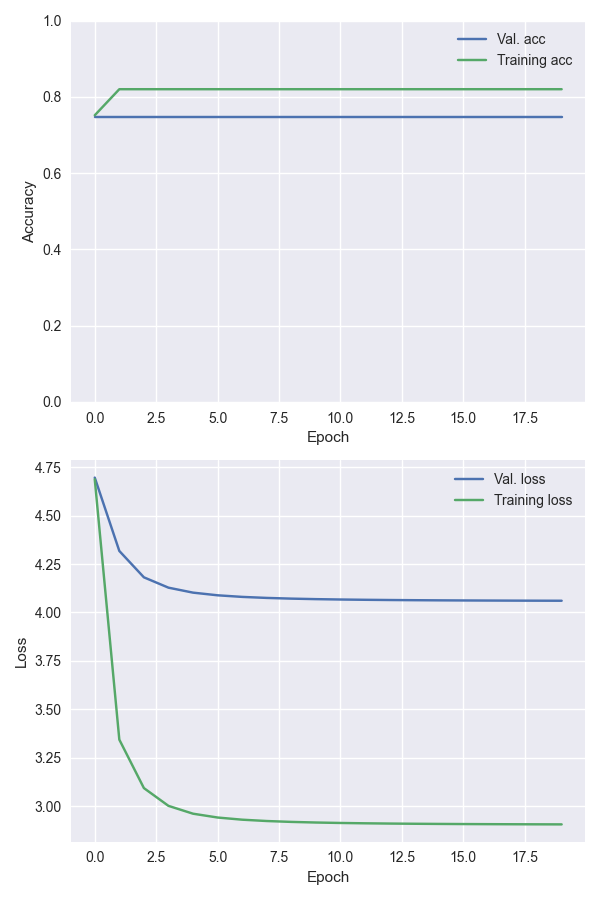 1.0
Val. acc
Training acc
0.8
0.6
Accuracy
0.4
0.2
0.0
0.0 2.5 5.0 7.5 10.0 12.5 15.0 17.5
Epoch
4.75
Val. loss
Training loss
4.50
4.25
4.00
Loss
3.75
3.50
3.25
3.00
0.0 2.5 5.0 7.5 10.0 12.5 15.0 17.5
Epoch